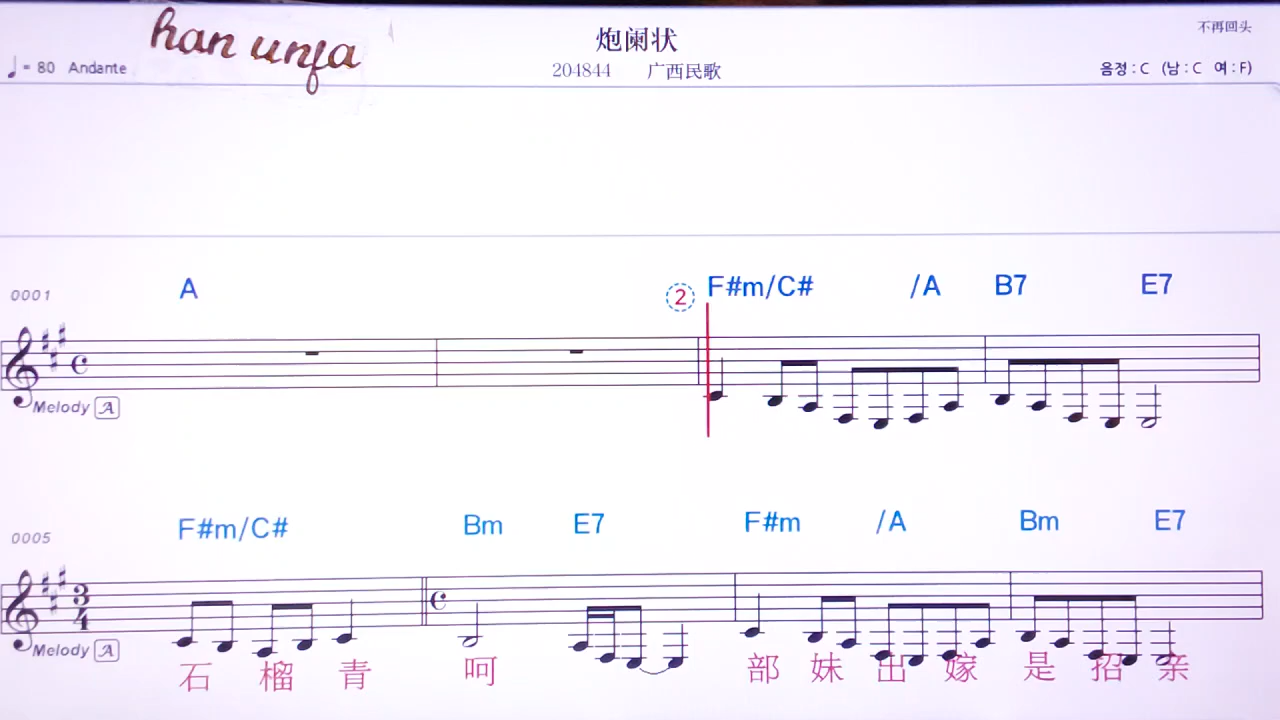 han unfa
炮阑状
不再回头
♩= 80 Andante
204844 广西民歌
음정 : C (남 : C 여 : F)
0001
A
2
F#m/C# /A B7 E7
Melody A
0005
F#m/C# Bm E7 F#m /A Bm E7
3
4
Melody A
石 榴 青 呵 部 妹 出 嫁 是 招 亲